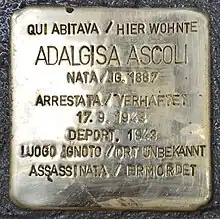 QUI ABITAVA / HIER WOHNTE
ADALGISA ASCOLI
NATA / JG. 1887
ARRESTATA / VERHAFTET
17. 9. 1943
DEPORT. 1943
LUOGO IGNOTO / ORT UNBEKANNT
ASSASSINATA / ERMORDET